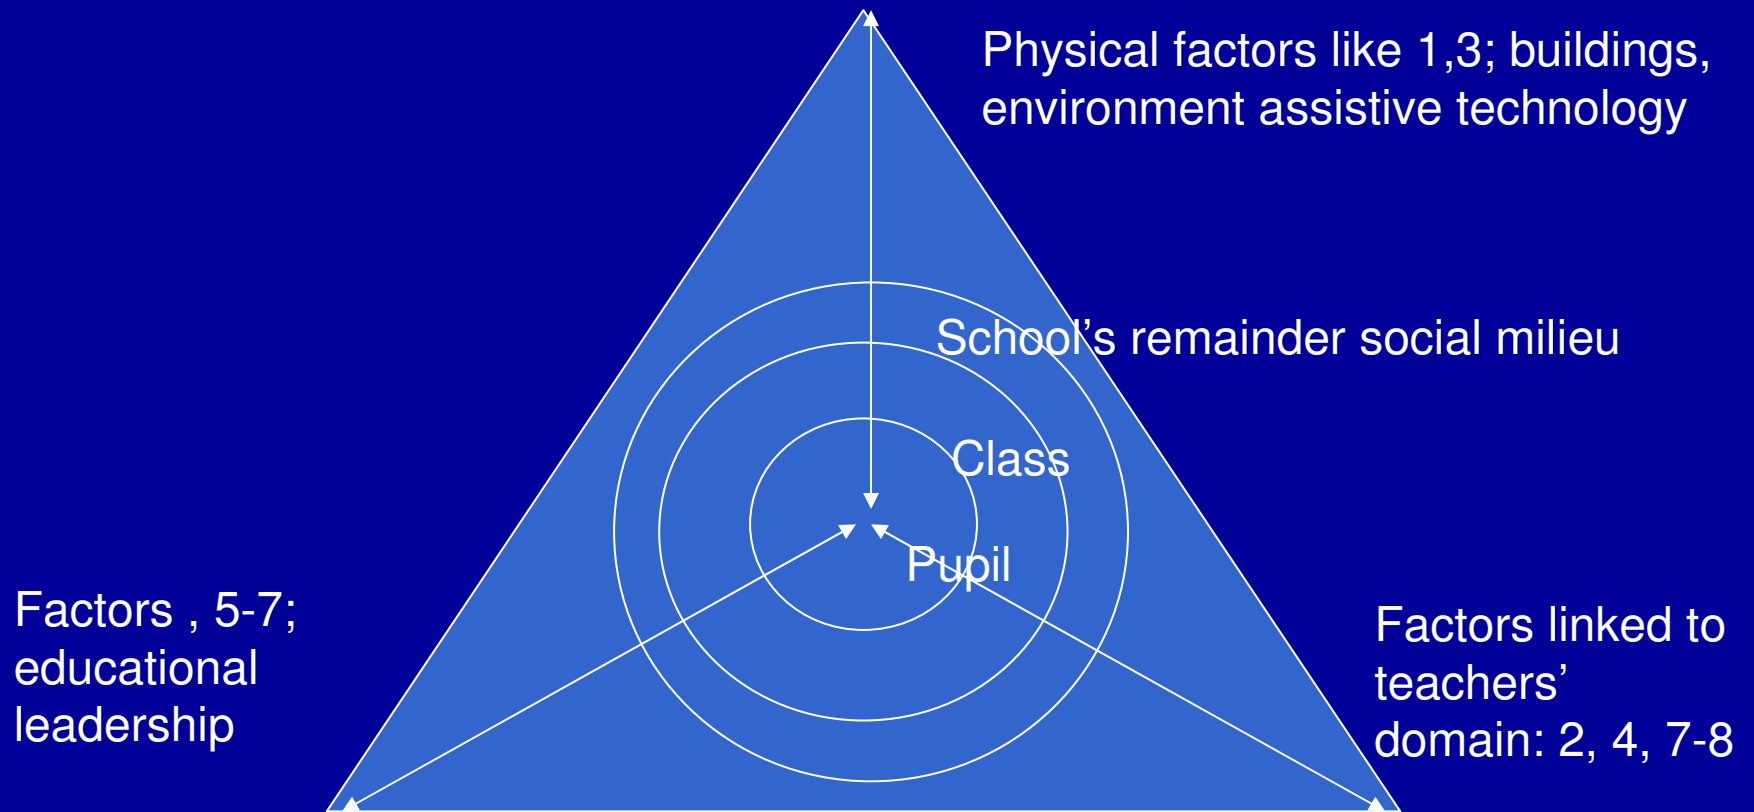 Physical factors like 1,3; buildings,
environment assistive technology
School’s remainder social milieu
Class
Pupil
Factors , 5-7;
educational
leadership
Factors linked to
teachers’
domain: 2, 4, 7-8